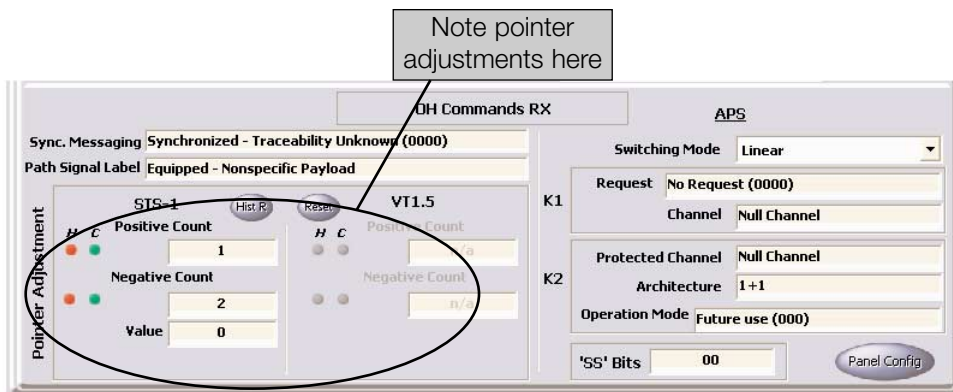 Note pointer
adjustments here
OH Commands RX
APS
Sync. Messaging Synchronized - Traceability Unknown (0000)
Path Signal Label Equipped - Nonspecific Payload
Switching Mode Linear
K1
Request No Request (0000)
Channel Null Channel
Pointer Adjustment
STS-1 Hist R Reset VT1.5
H C Positive Count H C Positive Count
1 n/a
Negative Count Negative Count
2 n/a
Value 0
K2
Protected Channel Null Channel
Architecture 1+1
Operation Mode Future use (000)
'SS' Bits 00
Panel Config